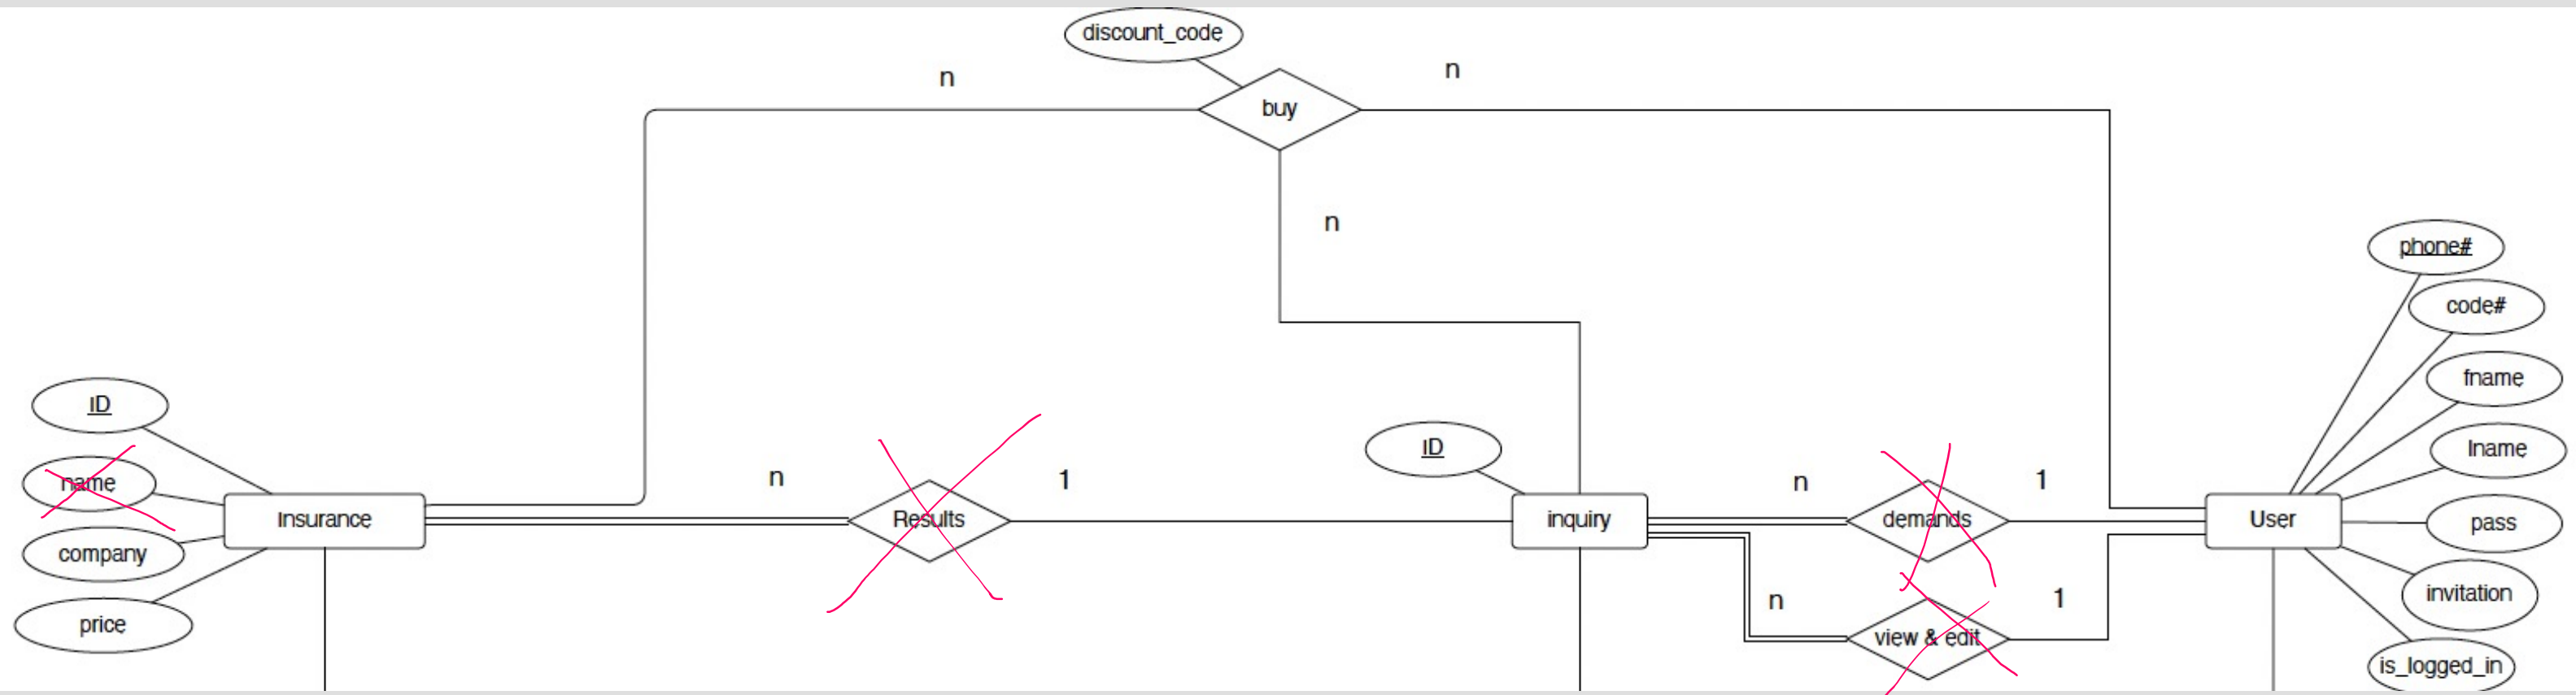 discount_code
n
n
buy
n
phone#
code#
fname
lname
pass
invitation
is_logged_in
ID
name
company
price
Insurance
n
Results
1
ID
inquiry
n
demands
1
User
n
view & edit
1